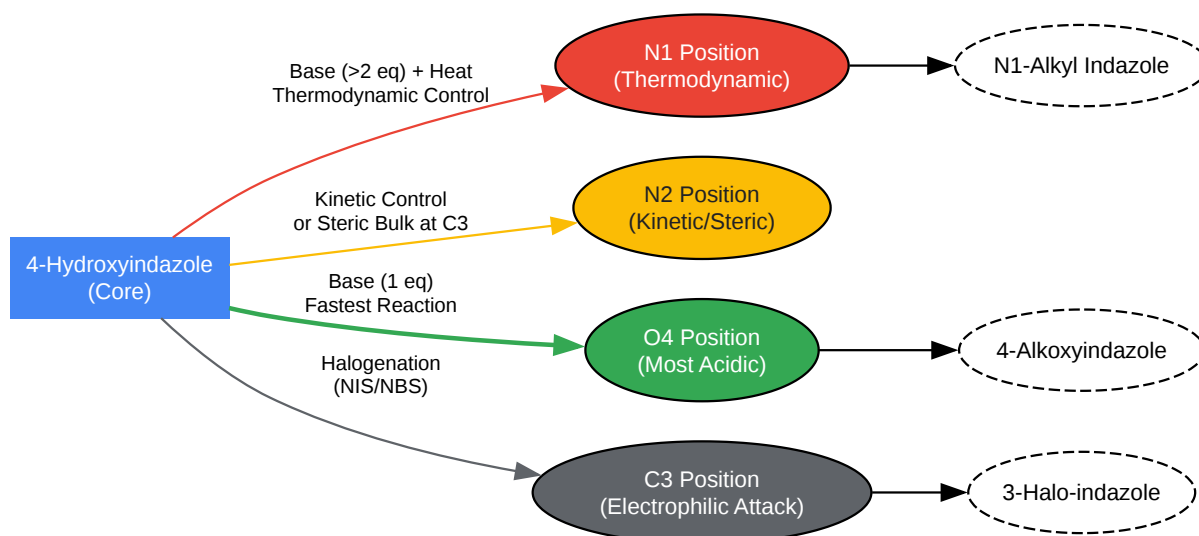 N1 Position
(Thermodynamic)
N1-Alkyl Indazole
Base (>2 eq) + Heat
Thermodynamic Control
N2 Position
(Kinetic/Steric)
Kinetic Control
or Steric Bulk at C3
4-Hydroxyindazole
(Core)
Base (1 eq)
Fastest Reaction
O4 Position
(Most Acidic)
4-Alkoxyindazole
Halogenation
(NIS/NBS)
C3 Position
(Electrophilic Attack)
3-Halo-indazole